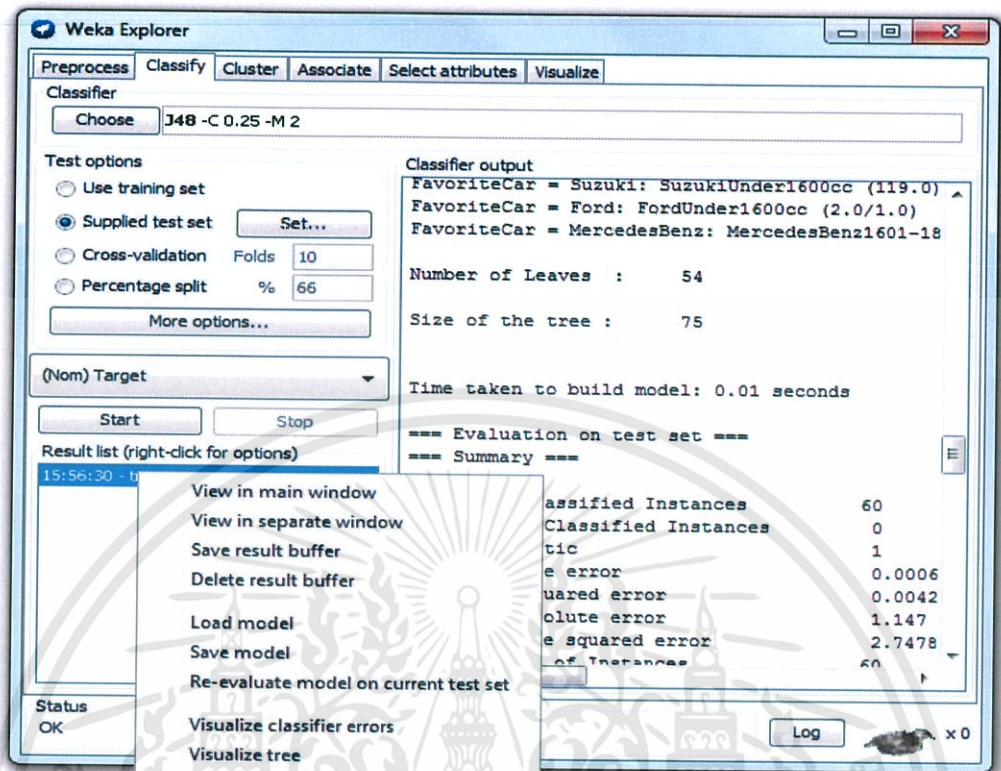 Weka Explorer
Preprocess Classify Cluster Associate Select attributes Visualize
Classifier
Choose J48 -C 0.25 -M 2
Test options
Use training set
Supplied test set Set...
Cross-validation Folds 10
Percentage split % 66
More options...
(Nom) Target
Start Stop
Result list (right-click for options)
15:56:30 - t
View in main window
View in separate window
Save result buffer
Delete result buffer
Load model
Save model
Re-evaluate model on current test set
Visualize classifier errors
Visualize tree
Classifier output
FavoriteCar = Suzuki: SuzukiUnder1600cc (119.0)
FavoriteCar = Ford: FordUnder1600cc (2.0/1.0)
FavoriteCar = MercedesBenz: MercedesBenz1601-18
Number of Leaves : 54
Size of the tree : 75
Time taken to build model: 0.01 seconds
=== Evaluation on test set ===
=== Summary ===
assified Instances 60
Classified Instances 0
tic 1
e error 0.0006
uared error 0.0042
olute error 1.147
e squared error 2.7478
of Instances 60
Status
OK
Log
x 0